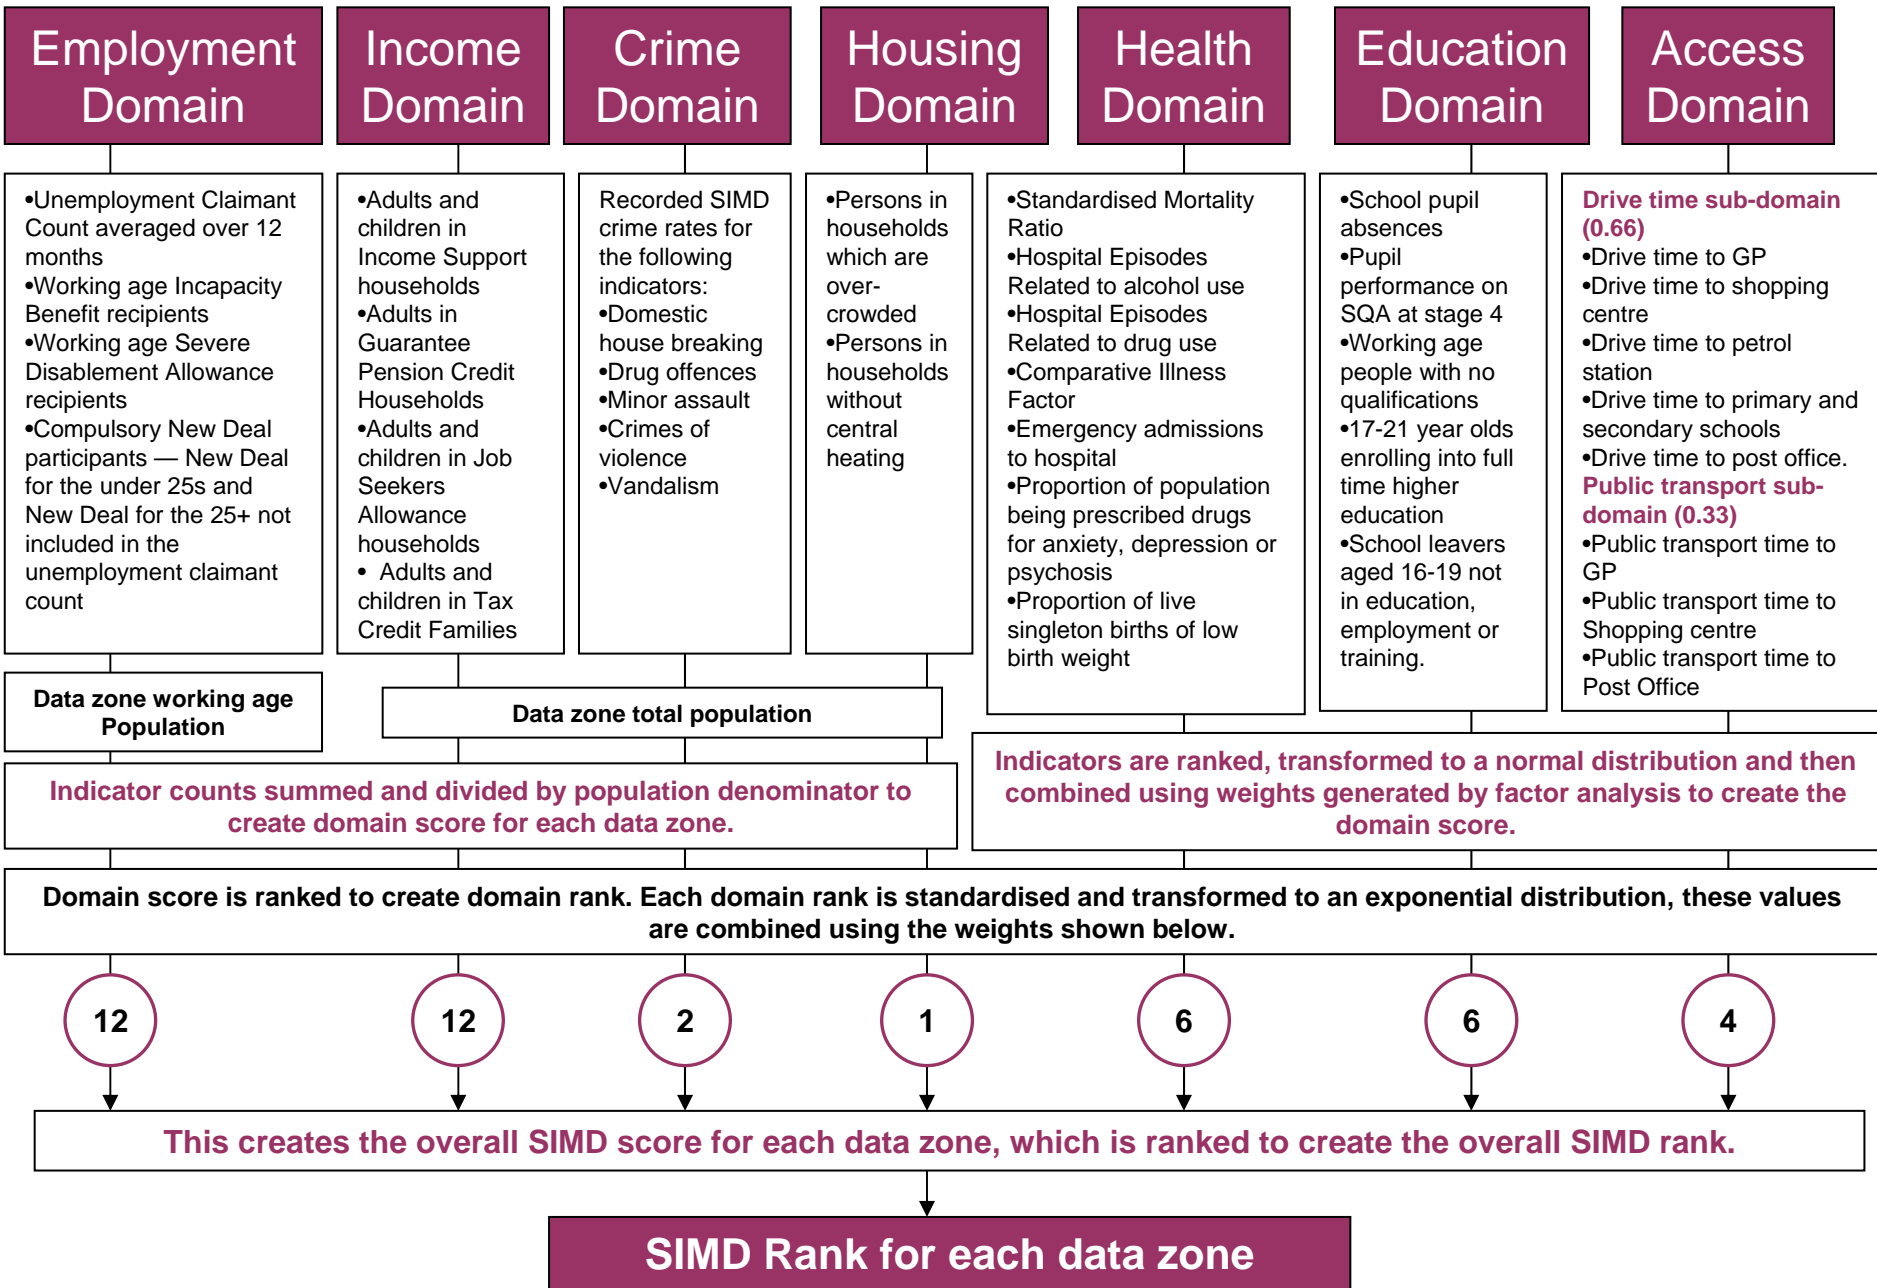 Employment
Domain
Income
Domain
Crime
Domain
Housing
Domain
Health
Domain
Education
Domain
Access
Domain
•Unemployment Claimant
Count averaged over 12
months
•Working age Incapacity
Benefit recipients
•Working age Severe
Disablement Allowance
recipients
•Compulsory New Deal
participants — New Deal
for the under 25s and
New Deal for the 25+ not
included in the
unemployment claimant
count
•Adults and
children in
Income Support
households
•Adults in
Guarantee
Pension Credit
Households
•Adults and
children in Job
Seekers
Allowance
households
• Adults and
children in Tax
Credit Families
Recorded SIMD
crime rates for
the following
indicators:
•Domestic
house breaking
•Drug offences
•Minor assault
•Crimes of
violence
•Vandalism
•Persons in
households
which are
over-
crowded
•Persons in
households
without
central
heating
•Standardised Mortality
Ratio
•Hospital Episodes
Related to alcohol use
•Hospital Episodes
Related to drug use
•Comparative Illness
Factor
•Emergency admissions
to hospital
•Proportion of population
being prescribed drugs
for anxiety, depression or
psychosis
•Proportion of live
singleton births of low
birth weight
•School pupil
absences
•Pupil
performance on
SQA at stage 4
•Working age
people with no
qualifications
•17-21 year olds
enrolling into full
time higher
education
•School leavers
aged 16-19 not
in education,
employment or
training.
Drive time sub-domain
(0.66)
•Drive time to GP
•Drive time to shopping
centre
•Drive time to petrol
station
•Drive time to primary and
secondary schools
•Drive time to post office.
Public transport sub-
domain (0.33)
•Public transport time to
GP
•Public transport time to
Shopping centre
•Public transport time to
Post Office
Data zone working age
Population
Data zone total population
Indicator counts summed and divided by population denominator to
create domain score for each data zone.
Indicators are ranked, transformed to a normal distribution and then
combined using weights generated by factor analysis to create the
domain score.
Domain score is ranked to create domain rank. Each domain rank is standardised and transformed to an exponential distribution, these values
are combined using the weights shown below.
12
12
2
1
6
6
4
This creates the overall SIMD score for each data zone, which is ranked to create the overall SIMD rank.
SIMD Rank for each data zone